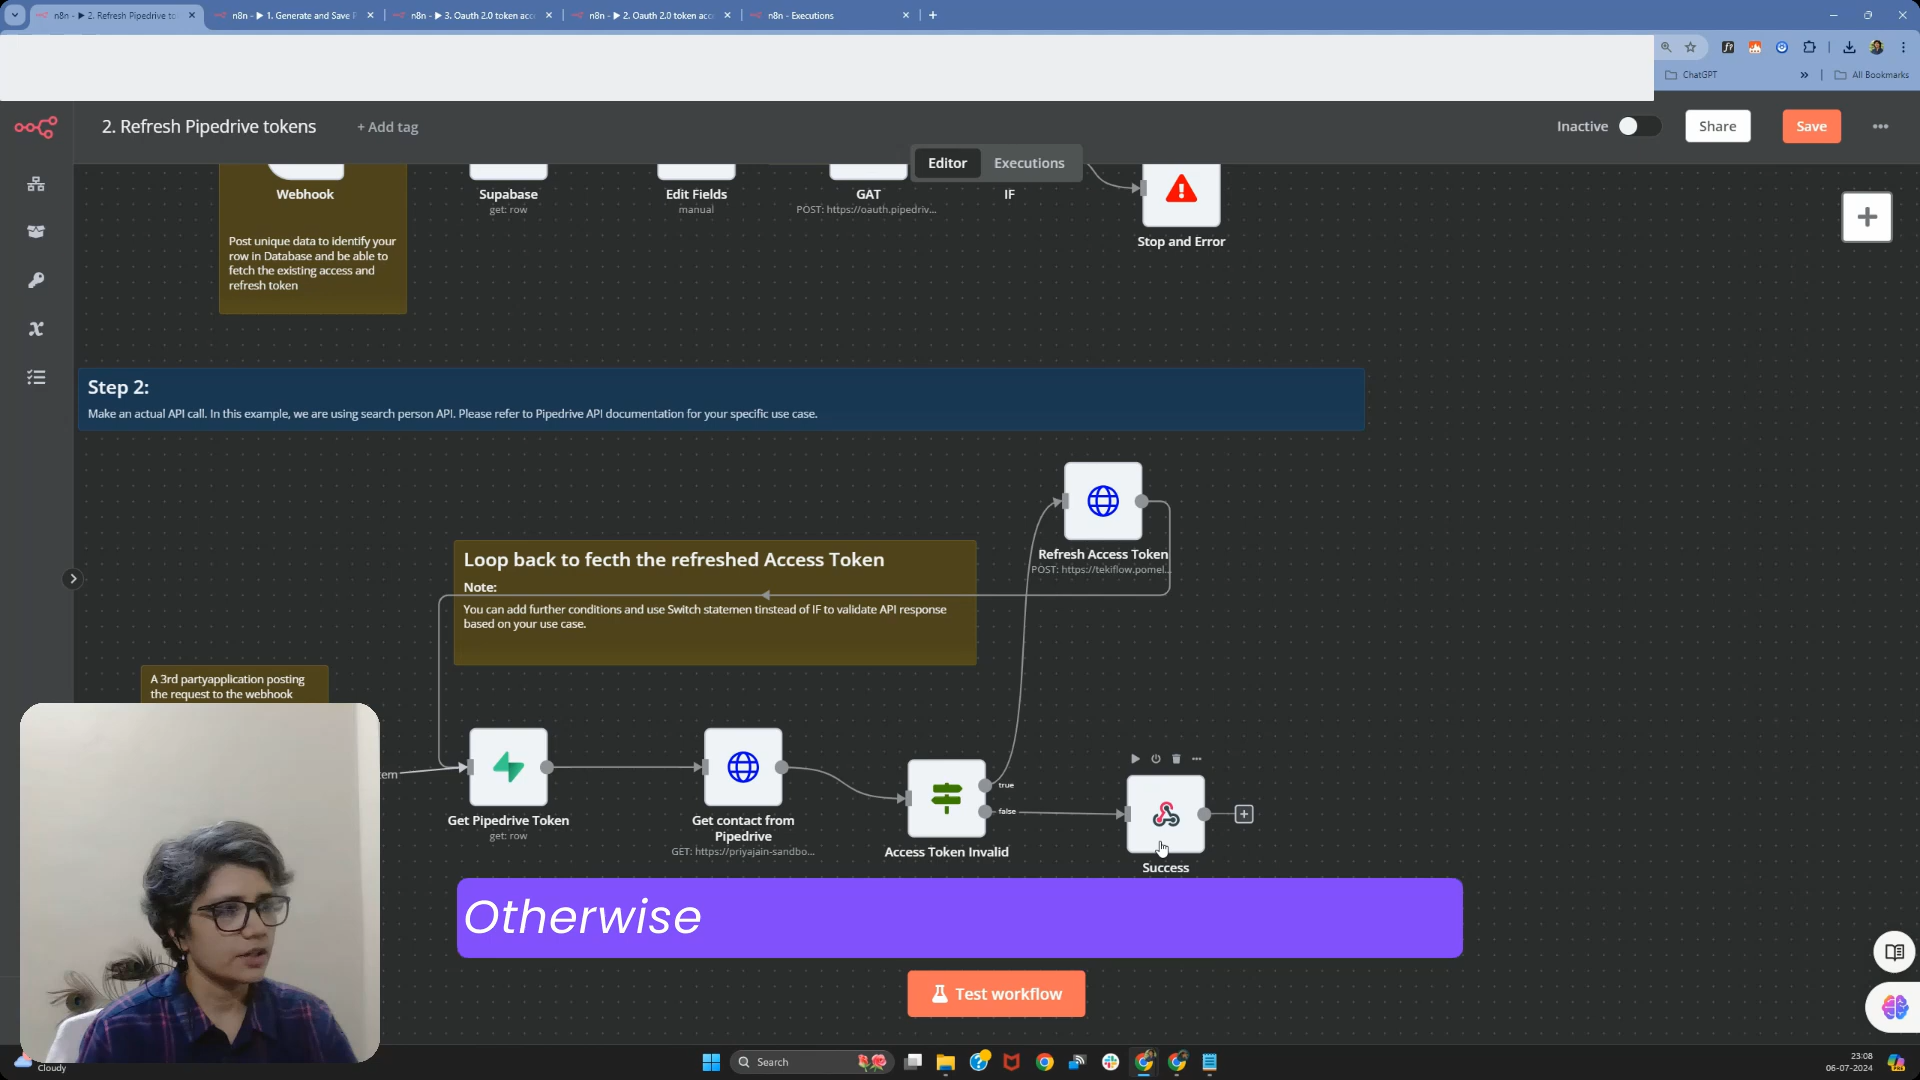 n8n - ▶ 2. Refresh Pipedrive to
n8n - ▶ 1. Generate and Save P
n8n - ▶ 3. Oauth 2.0 token acc
n8n - ▶ 2. Oauth 2.0 token acc
n8n - Executions
ChatGPT
All Bookmarks
2. Refresh Pipedrive tokens
+ Add tag
Inactive
Share
Save
Editor
Executions
Webhook
Supabase
get: row
Edit Fields
manual
GAT
POST: https://oauth.pipedriv...
IF
Stop and Error
Post unique data to identify your
row in Database and be able to
fetch the existing access and
refresh token
Step 2:
Make an actual API call. In this example, we are using search person API. Please refer to Pipedrive API documentation for your specific use case.
Refresh Access Token
POST: https://tekiflow.pomel...
Loop back to fecth the refreshed Access Token
Note:
You can add further conditions and use Switch statemen tinstead of IF to validate API response
based on your use case.
A 3rd partyapplication posting
the request to the webhook
tem
Get Pipedrive Token
get: row
Get contact from
Pipedrive
GET: https://priyajain-sandbo...
true
false
Access Token Invalid
Success
Otherwise
Test workflow
Cloudy
Search
23:08
06-07-2024